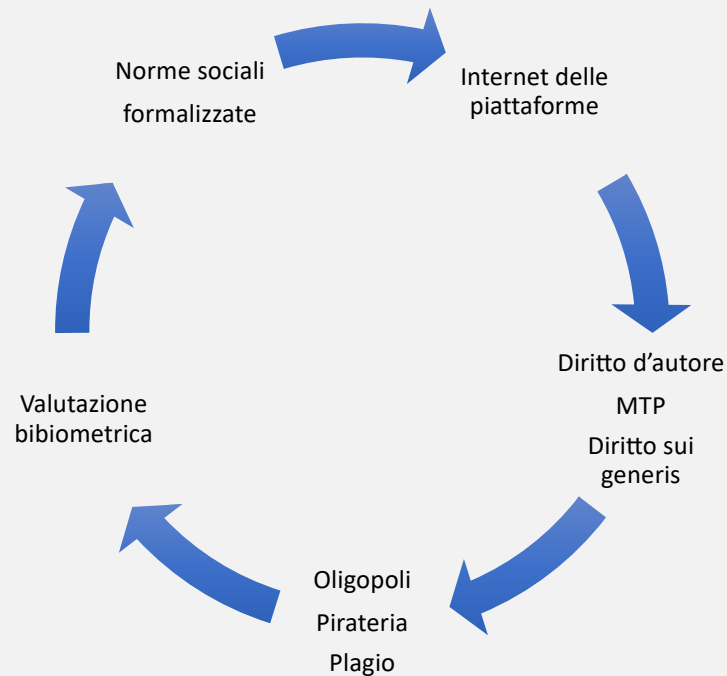 Norme sociali
formalizzate
Internet delle
piattaforme
Diritto d'autore
MTP
Diritto sui
generis
Oligopoli
Pirateria
Plagio
Valutazione
bibiometrica